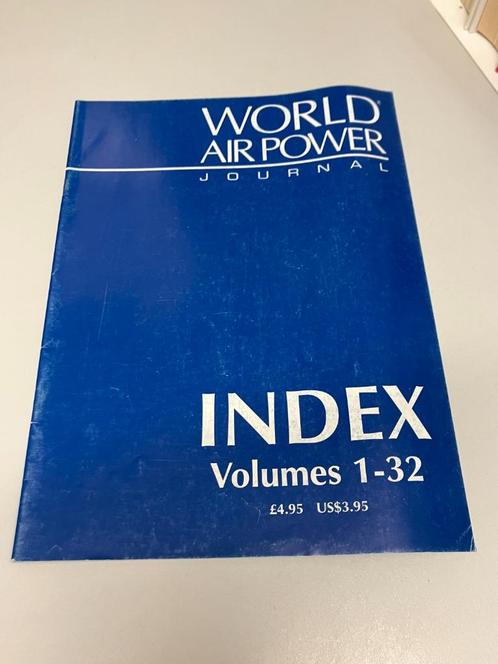 WORLD®
AIR POWER
JOURNAL
INDEX
Volumes 1-32
£4.95 US$3.95